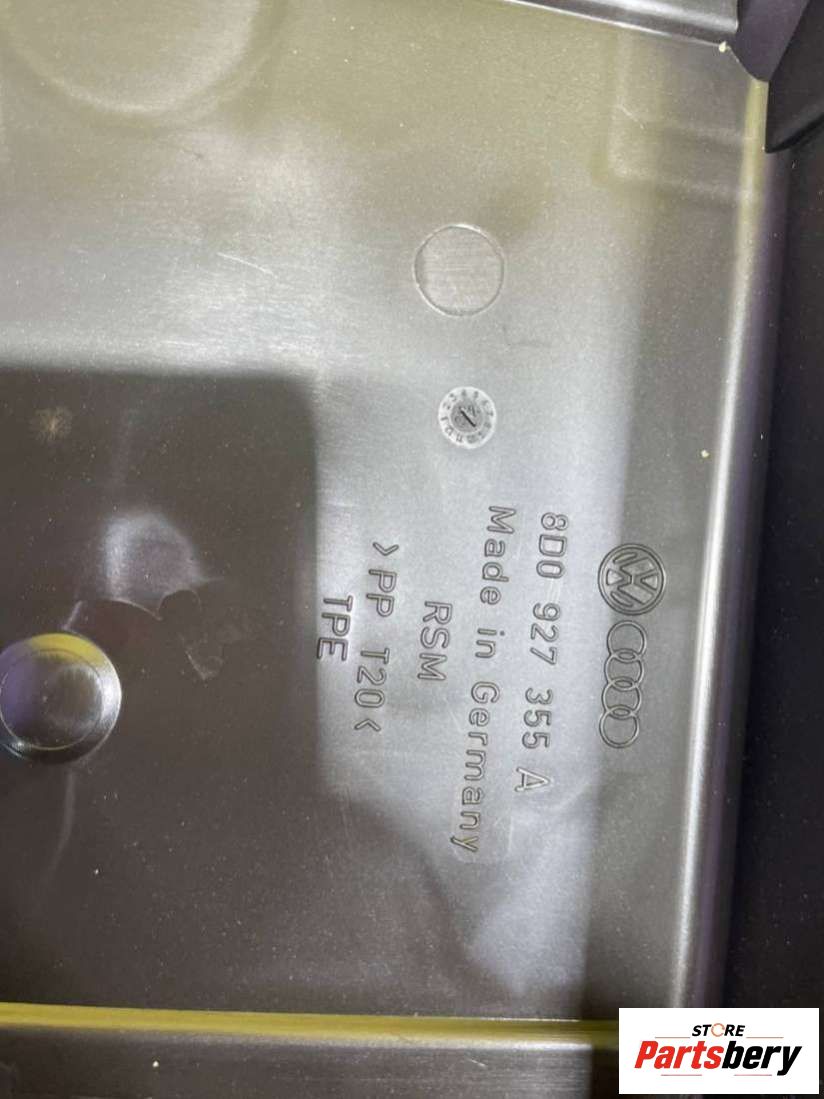 8D0 927 355 A
Made in Germany
RSM
>PP T20<
TPE
STORE
Partsbery